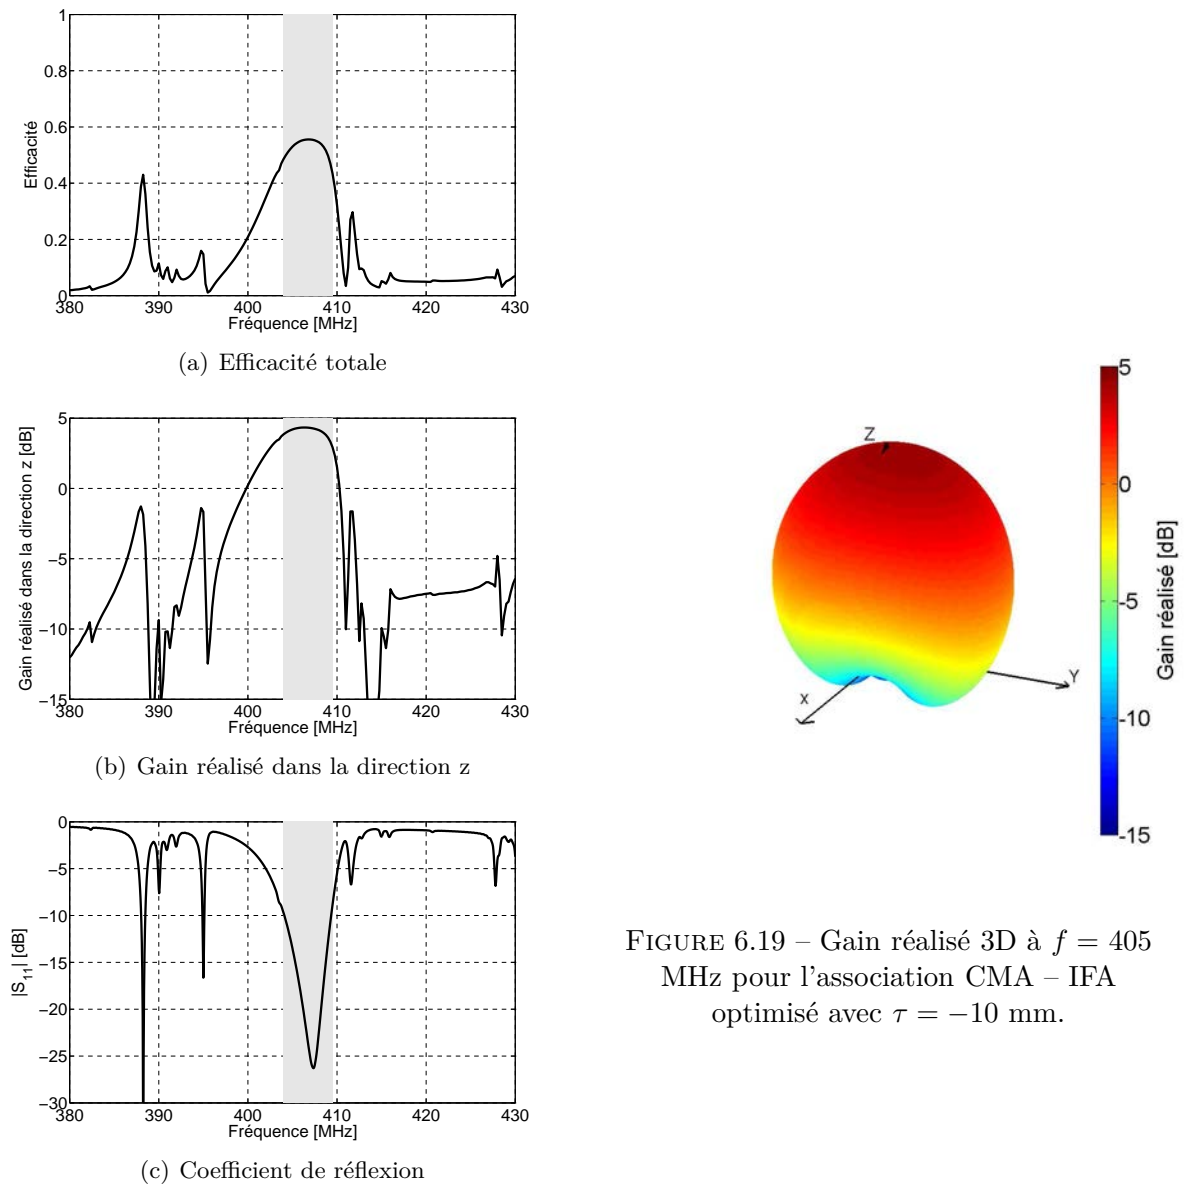 1
0.8
0.6
0.4
0.2
0
Efficacité
380 390 400 410 420 430
Fréquence [MHz]
(a) Efficacité totale
5
0
−5
−10
−15
Gain réalisé dans la direction z [dB]
380 390 400 410 420 430
Fréquence [MHz]
(b) Gain réalisé dans la direction z
0
−5
−10
−15
−20
−25
−30
|S11| [dB]
380 390 400 410 420 430
Fréquence [MHz]
(c) Coefficient de réflexion
Z
Y
X
5
0
-5
-10
-15
Gain réalisé [dB]
FIGURE 6.19 – Gain réalisé 3D à f = 405
MHz pour l'association CMA – IFA
optimisé avec τ = −10 mm.